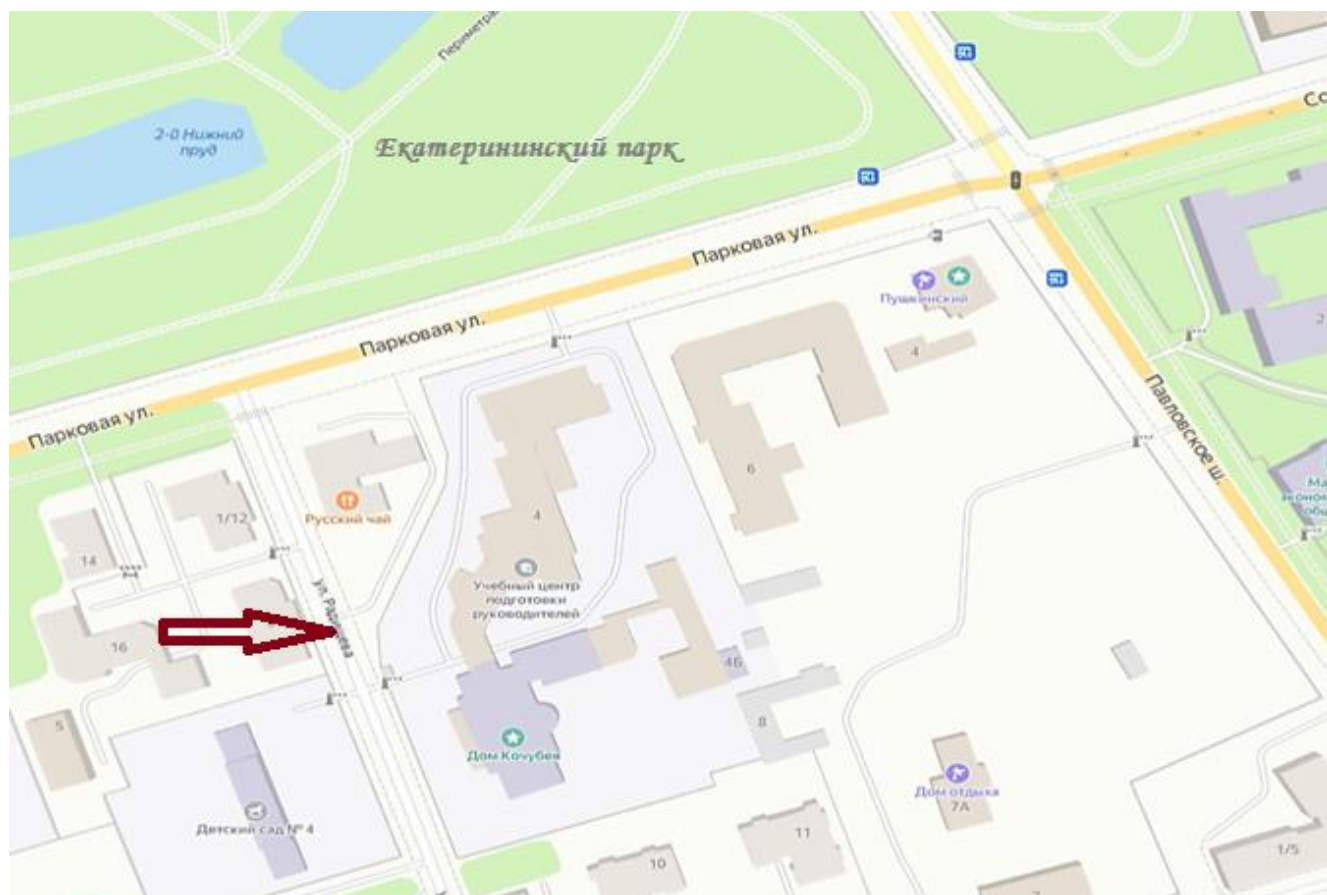 Периметра
2-й Нижний
пруд
Екатерининский парк
Парковая ул.
Парковая ул.
Парковая ул.
Пушкинский
4
2
Павловское ш.
6
Русский чай
1/12
14
4
Учебный центр
подготовки
руководителей
ул. Радищева
16
5
4Б
8
Дом Кочубея
Дом отдыха
7А
Детский сад № 4
11
10
1/5